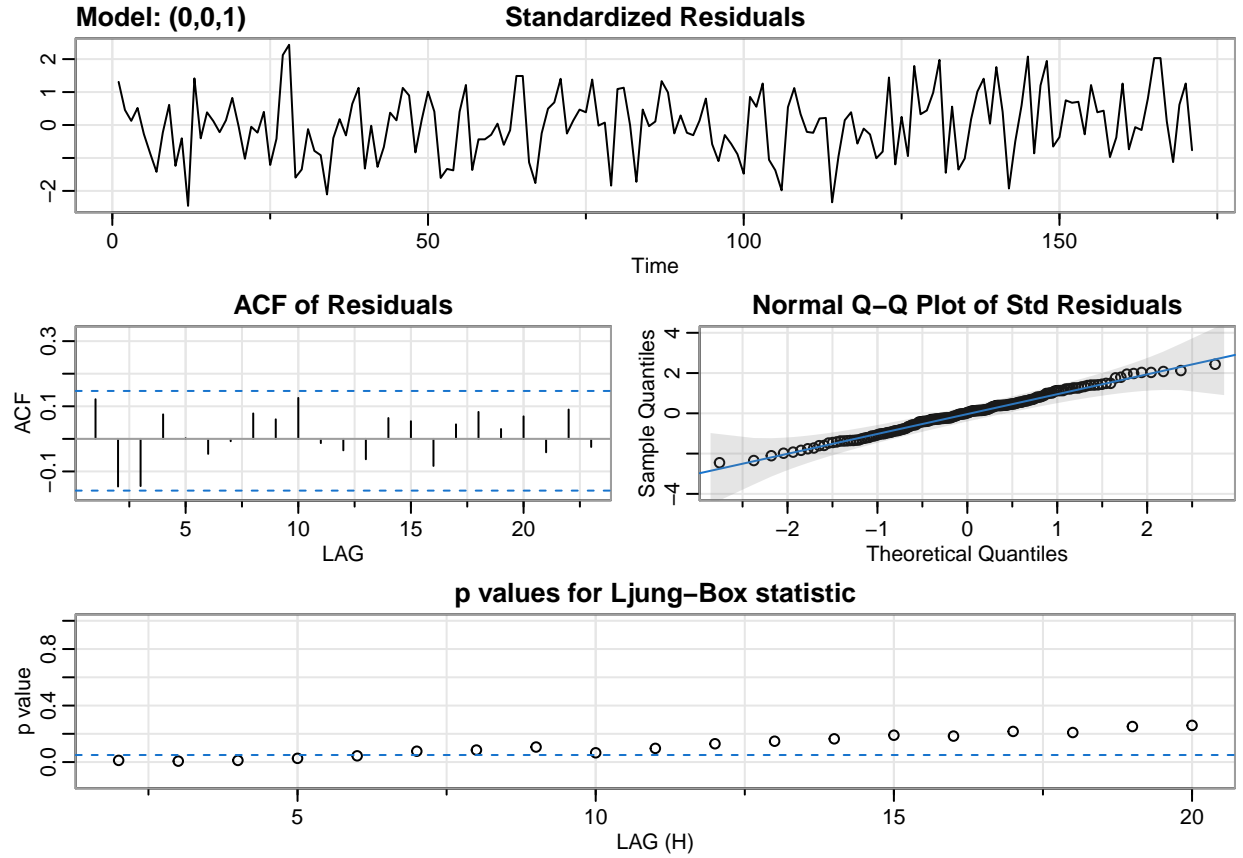 Model: (0,0,1) Standardized Residuals
2
1
0
−2
0 50 100 150
Time
ACF of Residuals
0.3
0.1
−0.1
ACF
5 10 15 20
LAG
Normal Q−Q Plot of Std Residuals
4
2
0
−4
Sample Quantiles
−2 −1 0 1 2
Theoretical Quantiles
p values for Ljung−Box statistic
0.8
0.4
0.0
p value
5 10 15 20
LAG (H)